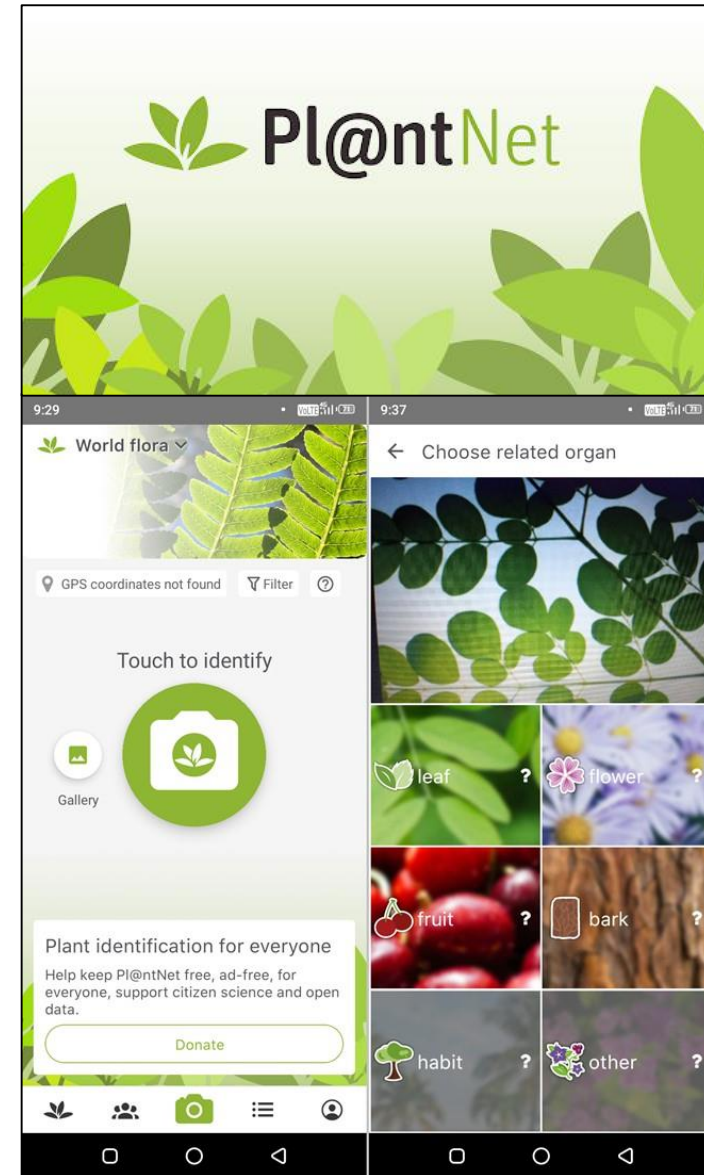 Pl@ntNet
9:29
World flora
GPS coordinates not found
Filter
?
Touch to identify
Gallery
Plant identification for everyone
Help keep Pl@ntNet free, ad-free, for
everyone, support citizen science and open
data.
Donate
9:37
Choose related organ
leaf ?
flower ?
fruit ?
bark ?
habit ?
other ?